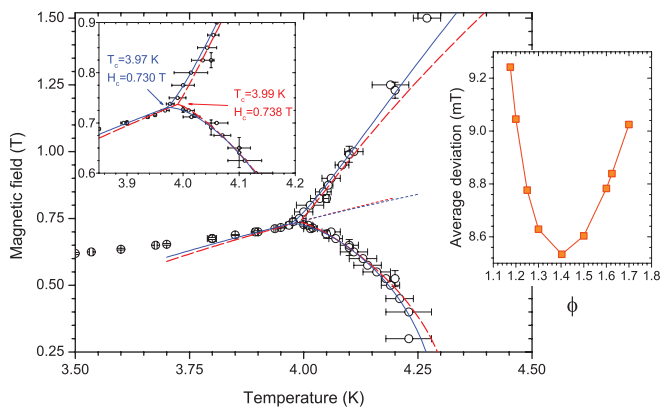 0.9
0.8
0.7
0.6
3.9
4.0
4.1
4.2
T_c=3.97 K
H_c=0.730 T
T_c=3.99 K
H_c=0.738 T
1.50
1.25
1.00
0.75
0.50
0.25
Magnetic field (T)
3.50
3.75
4.00
4.25
4.50
Temperature (K)
9.2
9.0
8.8
8.6
Average deviation (mT)
1.1 1.2 1.3 1.4 1.5 1.6 1.7 1.8
ϕ